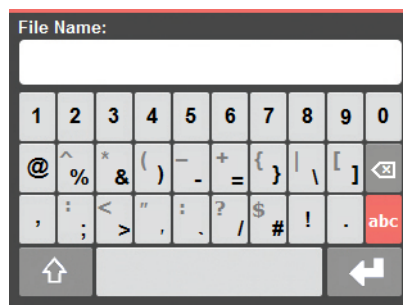 File Name:
1 2 3 4 5 6 7 8 9 0
@ ^ % * & ( ) _ - + = { } | \ [ ]
, : ; < > " ' : . ? / $ # ! . abc